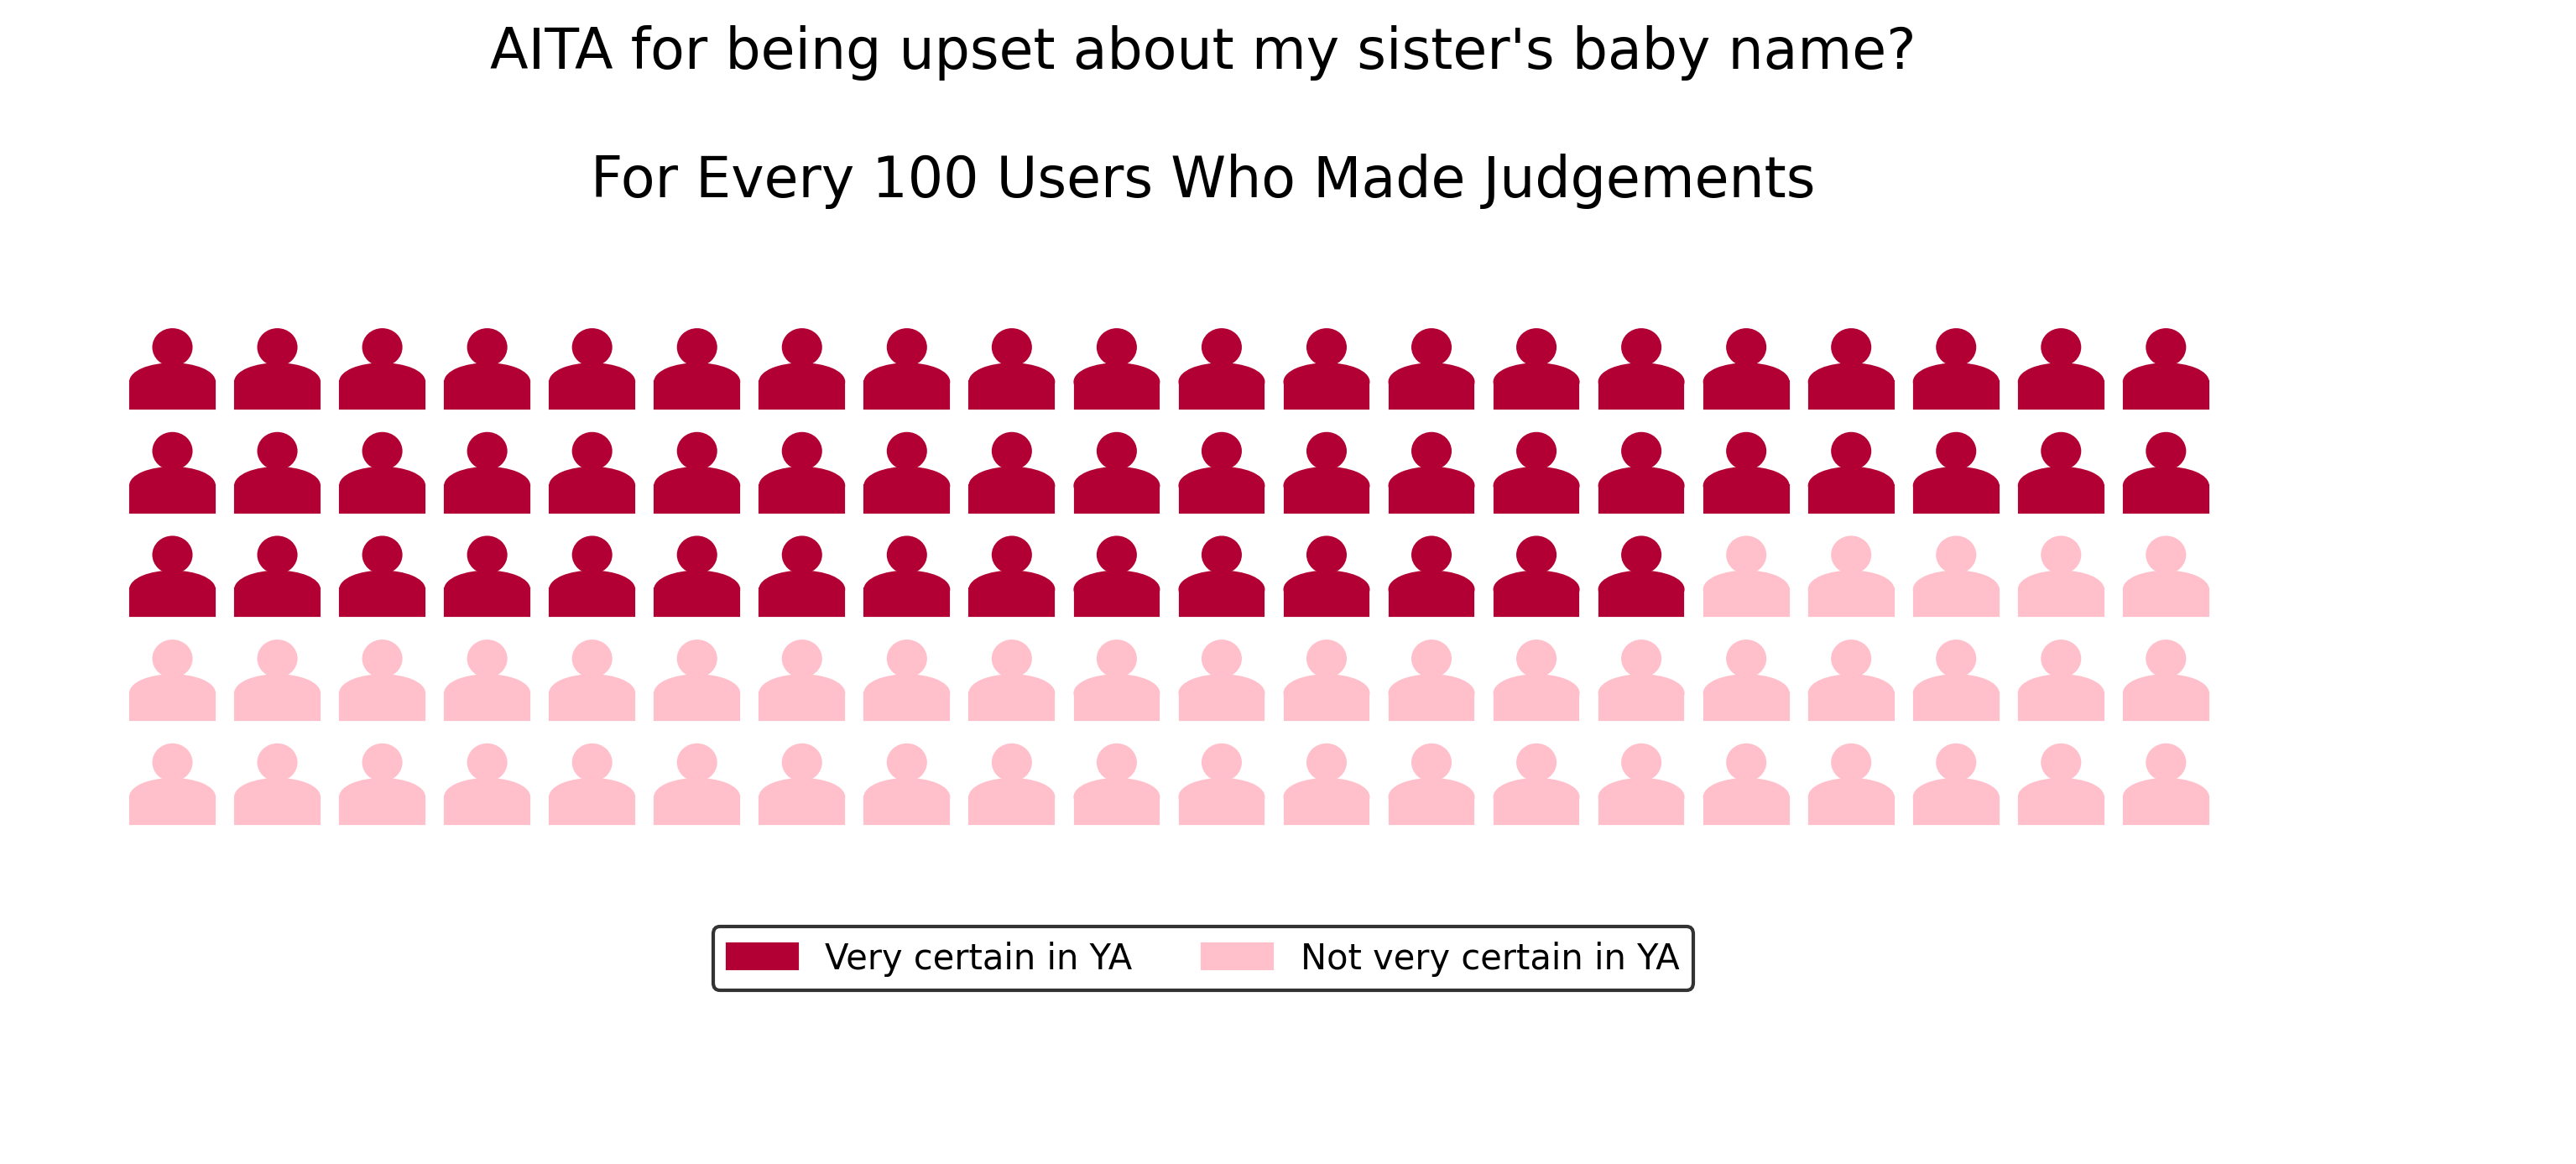 AITA for being upset about my sister's baby name?
For Every 100 Users Who Made Judgements
Very certain in YA
Not very certain in YA